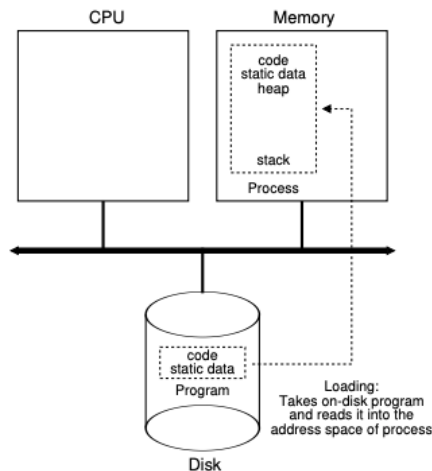 CPU
Memory
code
static data
heap
stack
Process
code
static data
Program
Disk
Loading:
Takes on-disk program
and reads it into the
address space of process